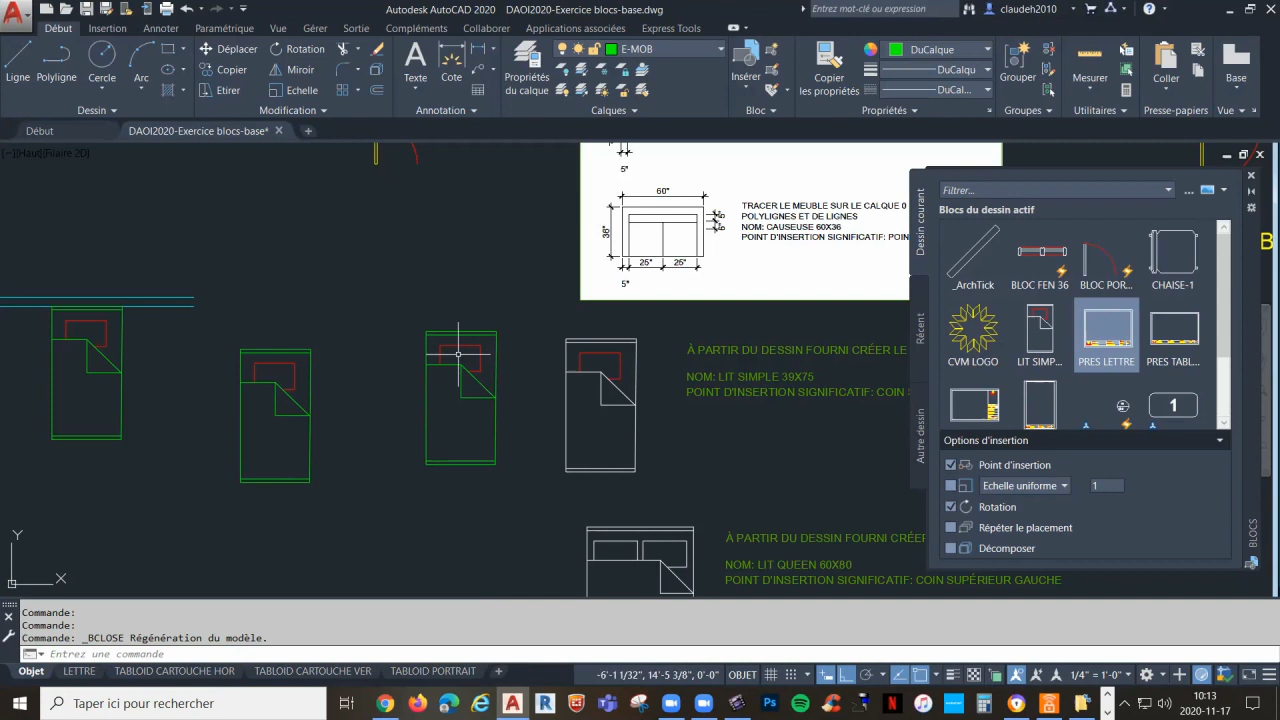 Autodesk AutoCAD 2020 DAOI2020-Exercice blocs-base.dwg
Entrez mot-clé ou expression
claudeh2010
Début Insertion Annoter Paramétrique Vue Gérer Sortie Compléments Collaborer Applications associées Express Tools
Ligne Polyligne Cercle Arc
Déplacer Rotation
Copier Miroir
Etirer Echelle
Texte Cote
Propriétés
du calque
E-MOB
Insérer
Copier
les propriétés
DuCalque
DuCalqu
DuCal...
Grouper
Mesurer
Coller
Base
Dessin Modification Annotation Calques Bloc Propriétés Groupes Utilitaires Presse-papiers Vue
Début DAOI2020-Exercice blocs-base*
[−][Haut][Filaire 2D]
5"
60"
36"
25" 25"
5"
TRACER LE MEUBLE SUR LE CALQUE 0
POLYLIGNES ET DE LIGNES
NOM: CAUSEUSE 60X36
POINT D'INSERTION SIGNIFICATIF: POIN
À PARTIR DU DESSIN FOURNI CRÉER LE
NOM: LIT SIMPLE 39X75
POINT D'INSERTION SIGNIFICATIF: COIN S
À PARTIR DU DESSIN FOURNI CRÉER
NOM: LIT QUEEN 60X80
POINT D'INSERTION SIGNIFICATIF: COIN SUPÉRIEUR GAUCHE
Y
X
B
Filtrer...
Blocs du dessin actif
Dessin courant
Récent
Autre dessin
_ArchTick BLOC FEN 36 BLOC POR... CHAISE-1
CVM LOGO LIT SIMP... PRES LETTRE PRES TABL...
1
Options d'insertion
Point d'insertion
Echelle uniforme 1
Rotation
Répéter le placement
Décomposer
BLOCS
Commande:
Commande:
Commande: _BCLOSE Régénération du modèle.
Entrez une commande
Objet LETTRE TABLOID CARTOUCHE HOR TABLOID CARTOUCHE VER TABLOID PORTRAIT
-6'-11/32", 14'-5 3/8", 0'-0" OBJET
1/4" = 1'-0"
Taper ici pour rechercher
10:13
2020-11-17